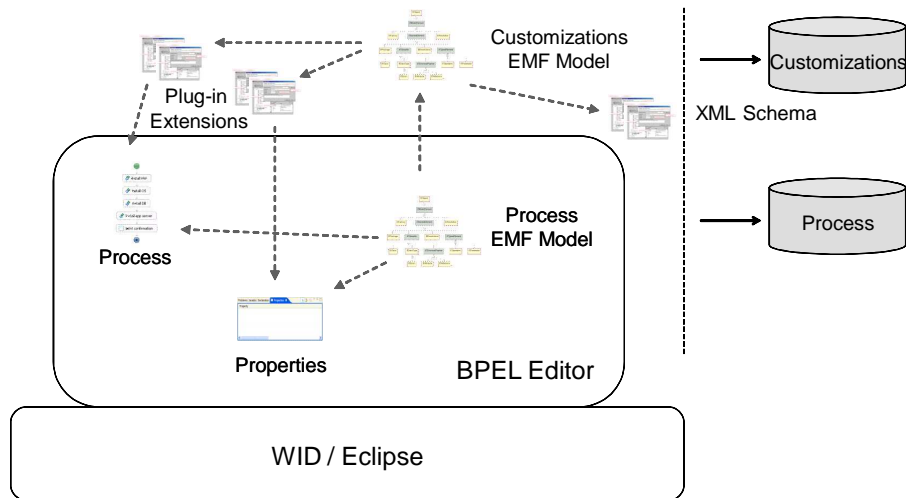 Customizations
EMF Model
Customizations
Plug-in
Extensions
XML Schema
Process
EMF Model
Process
Process
Properties
BPEL Editor
WID / Eclipse